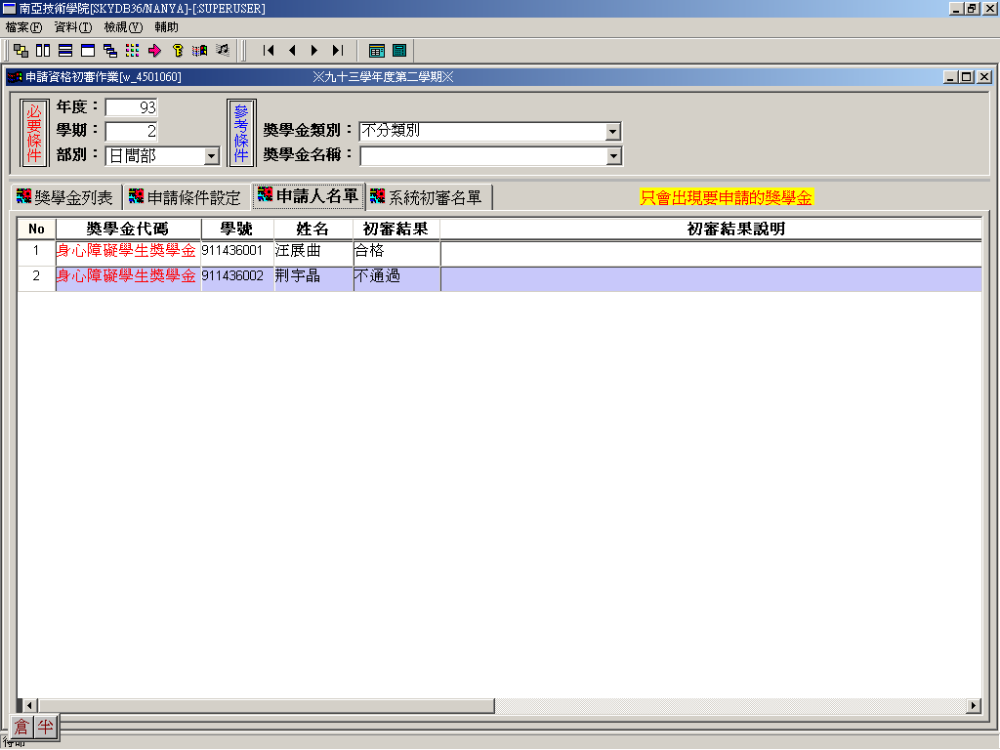 南亞技術學院[SKYDB36/NANYA]-[:SUPERUSER]
檔案(F) 資料(I) 檢視(V) 輔助
申請資格初審作業[w_4501060] ※九十三學年度第二學期※
必要條件
年度： 93
學期： 2
部別： 日間部
參考條件
獎學金類別： 不分類別
獎學金名稱：
獎學金列表 申請條件設定 申請人名單 系統初審名單 只會出現要申請的獎學金
No 獎學金代碼 學號 姓名 初審結果 初審結果說明
1 身心障礙學生獎學金 911436001 汪展曲 合格
2 身心障礙學生獎學金 911436002 荆宇晶 不通過
倉 半
待命